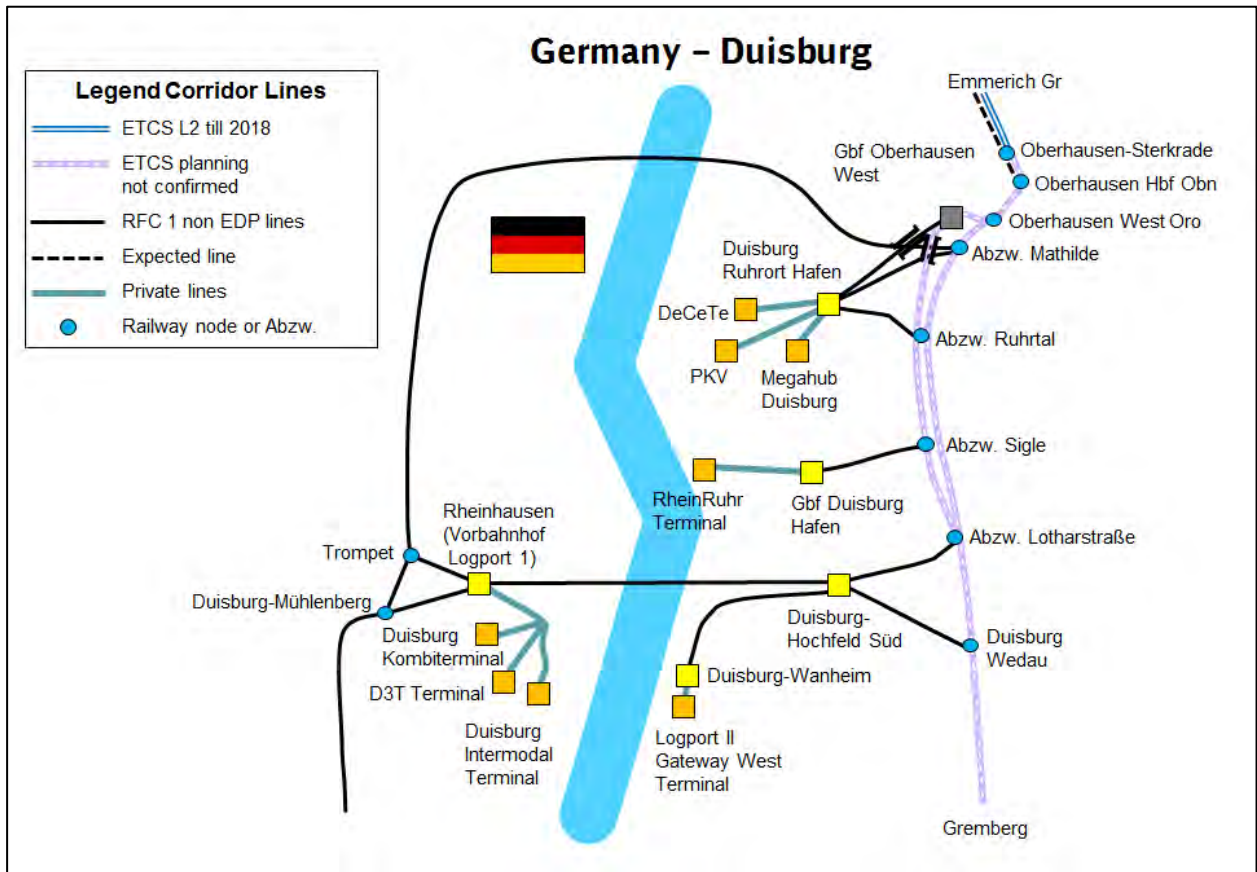 Germany – Duisburg
Legend Corridor Lines
ETCS L2 till 2018
ETCS planning
not confirmed
RFC 1 non EDP lines
Expected line
Private lines
Railway node or Abzw.
Emmerich Gr
Gbf Oberhausen
West
Oberhausen-Sterkrade
Oberhausen Hbf Obn
Oberhausen West Oro
Abzw. Mathilde
Duisburg
Ruhrort Hafen
DeCeTe
PKV
Megahub
Duisburg
Abzw. Ruhrtal
Abzw. Sigle
RheinRuhr
Terminal
Gbf Duisburg
Hafen
Rheinhausen
(Vorbahnhof
Logport 1)
Abzw. Lotharstraße
Trompet
Duisburg-Mühlenberg
Duisburg
Kombiterminal
D3T Terminal
Duisburg
Intermodal
Terminal
Duisburg-
Hochfeld Süd
Duisburg
Wedau
Duisburg-Wanheim
Logport II
Gateway West
Terminal
Gremberg